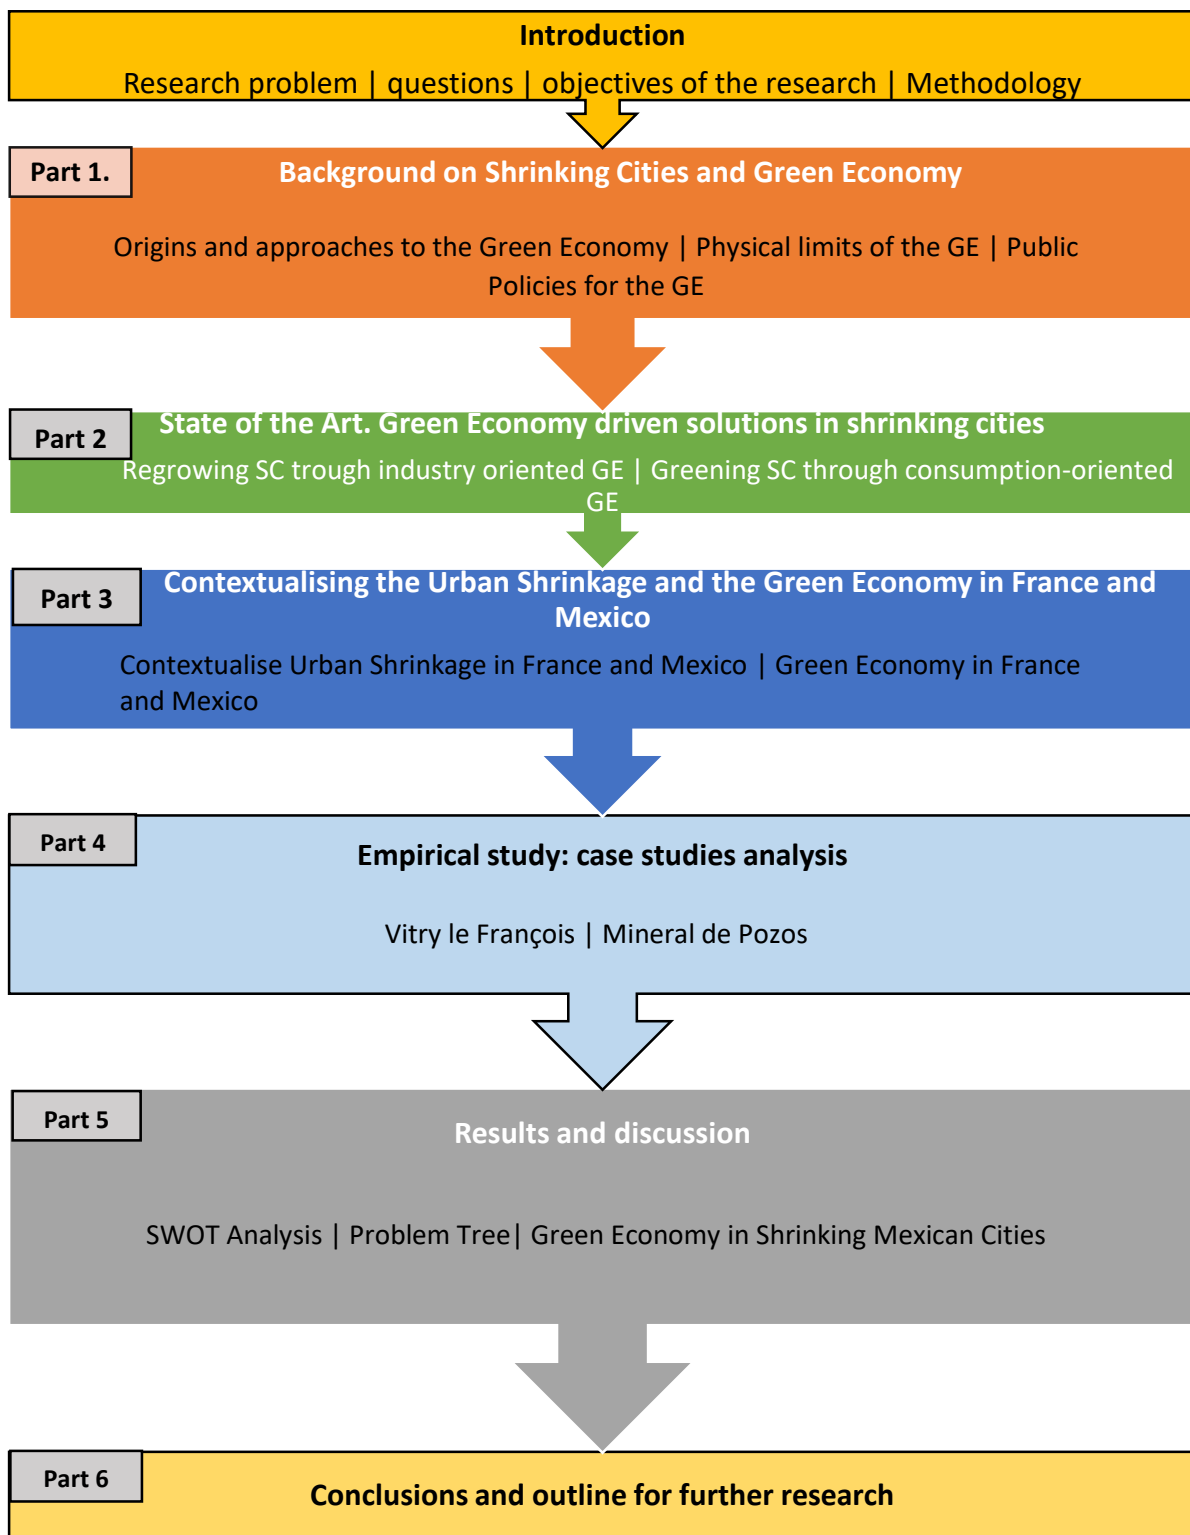 Introduction
Research problem | questions | objectives of the research | Methodology
Part 1.
Background on Shrinking Cities and Green Economy
Origins and approaches to the Green Economy | Physical limits of the GE | Public
Policies for the GE
Part 2
State of the Art. Green Economy driven solutions in shrinking cities
Regrowing SC trough industry oriented GE | Greening SC through consumption-oriented
GE
Part 3
Contextualising the Urban Shrinkage and the Green Economy in France and
Mexico
Contextualise Urban Shrinkage in France and Mexico | Green Economy in France
and Mexico
Part 4
Empirical study: case studies analysis
Vitry le François | Mineral de Pozos
Part 5
Results and discussion
SWOT Analysis | Problem Tree| Green Economy in Shrinking Mexican Cities
Part 6
Conclusions and outline for further research